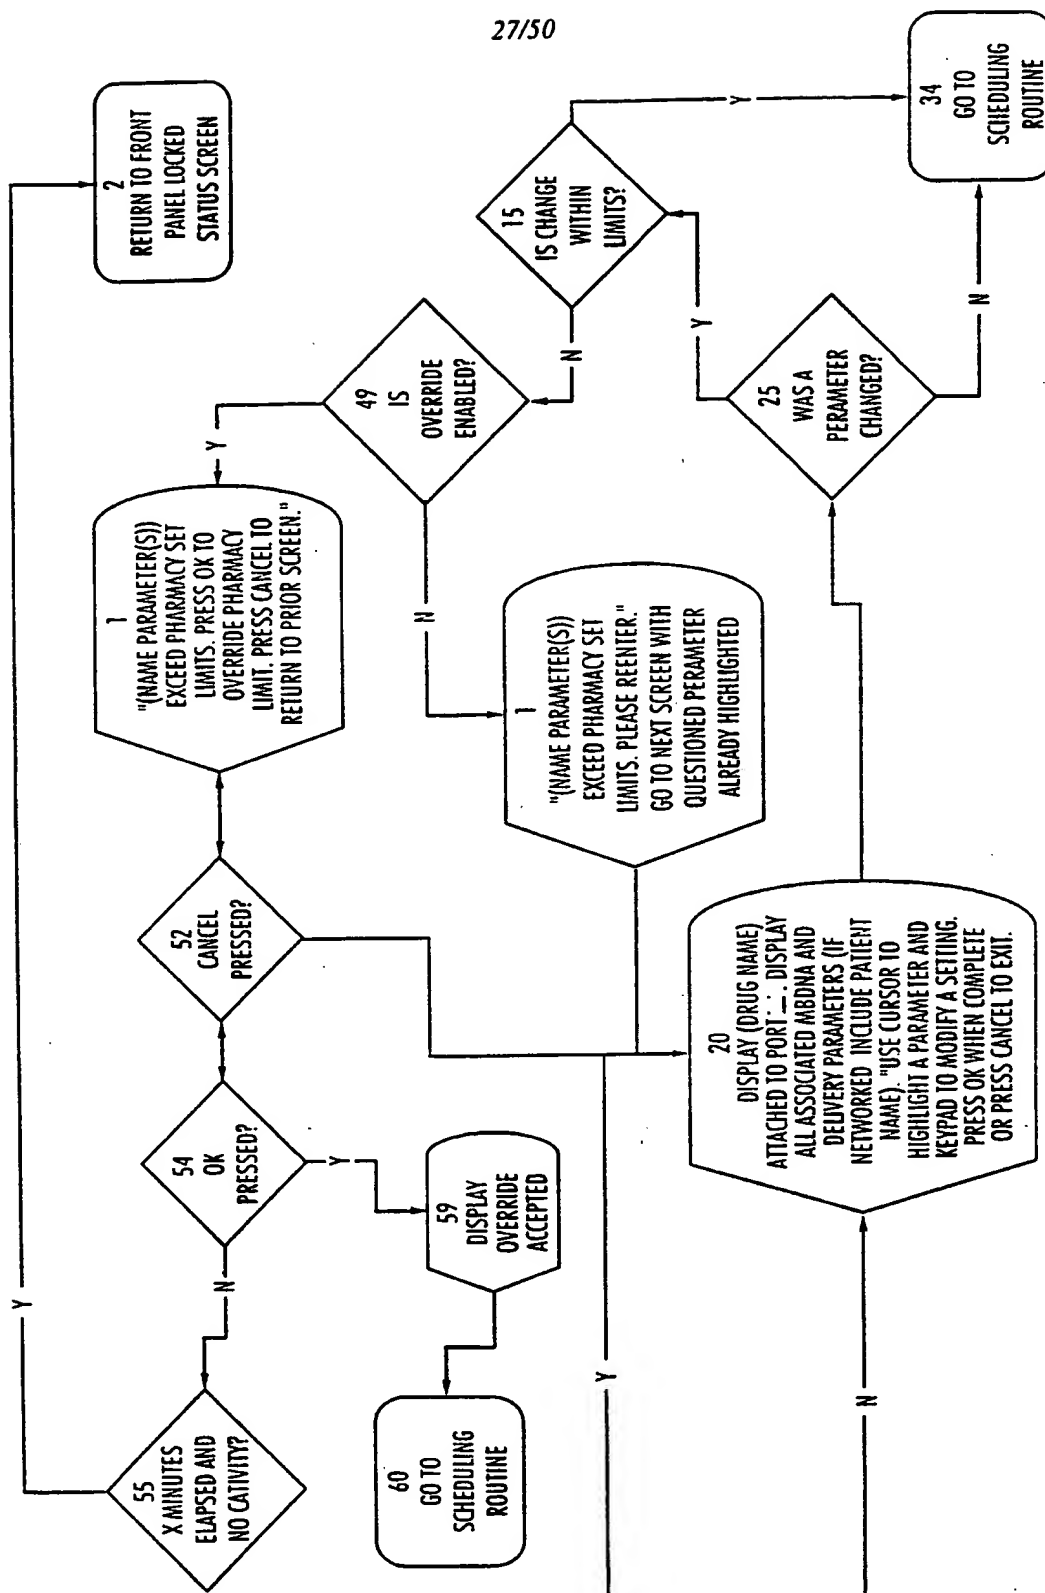 27/50
2
RETURN TO FRONT
PANEL LOCKED
STATUS SCREEN
Y
1
"(NAME PARAMETER(S))
EXCEED PHARMACY SET
LIMITS. PRESS OK TO
OVERRIDE PHARMACY
LIMIT. PRESS CANCEL TO
RETURN TO PRIOR SCREEN."
Y
49
IS
OVERRIDE
ENABLED?
N
15
IS CHANGE
WITHIN
LIMITS?
Y
34
GO TO
SCHEDULING
ROUTINE
N
1
"(NAME PARAMETER(S))
EXCEED PHARMACY SET
LIMITS. PLEASE REENTER."
GO TO NEXT SCREEN WITH
QUESTIONED PERAMETER
ALREADY HIGHLIGHTED
Y
25
WAS A
PERAMETER
CHANGED?
N
52
CANCEL
PRESSED?
54
OK
PRESSED?
Y
N
55
X MINUTES
ELAPSED AND
NO CATIVITY?
59
DISPLAY
OVERRIDE
ACCEPTED
60
GO TO
SCHEDULING
ROUTINE
Y
20
DISPLAY (DRUG NAME)
ATTACHED TO PORT _. DISPLAY
ALL ASSOCIATED MBDNA AND
DELIVERY PARAMETERS (IF
NETWORKED INCLUDE PATIENT
NAME). "USE CURSOR TO
HIGHLIGHT A PARAMETER AND
KEYPAD TO MODIFY A SETTING.
PRESS OK WHEN COMPLETE
OR PRESS CANCEL TO EXIT.
N